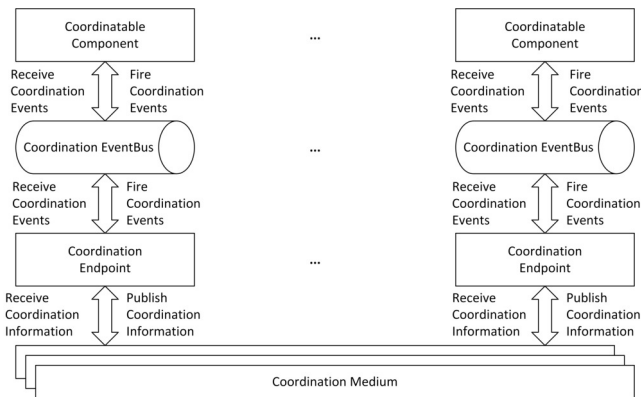 Coordinatable
Component
...
Coordinatable
Component
Receive
Coordination
Events
Fire
Coordination
Events
Receive
Coordination
Events
Fire
Coordination
Events
Coordination EventBus
...
Coordination EventBus
Receive
Coordination
Events
Fire
Coordination
Events
Receive
Coordination
Events
Fire
Coordination
Events
Coordination
Endpoint
...
Coordination
Endpoint
Receive
Coordination
Information
Publish
Coordination
Information
Receive
Coordination
Information
Publish
Coordination
Information
Coordination Medium